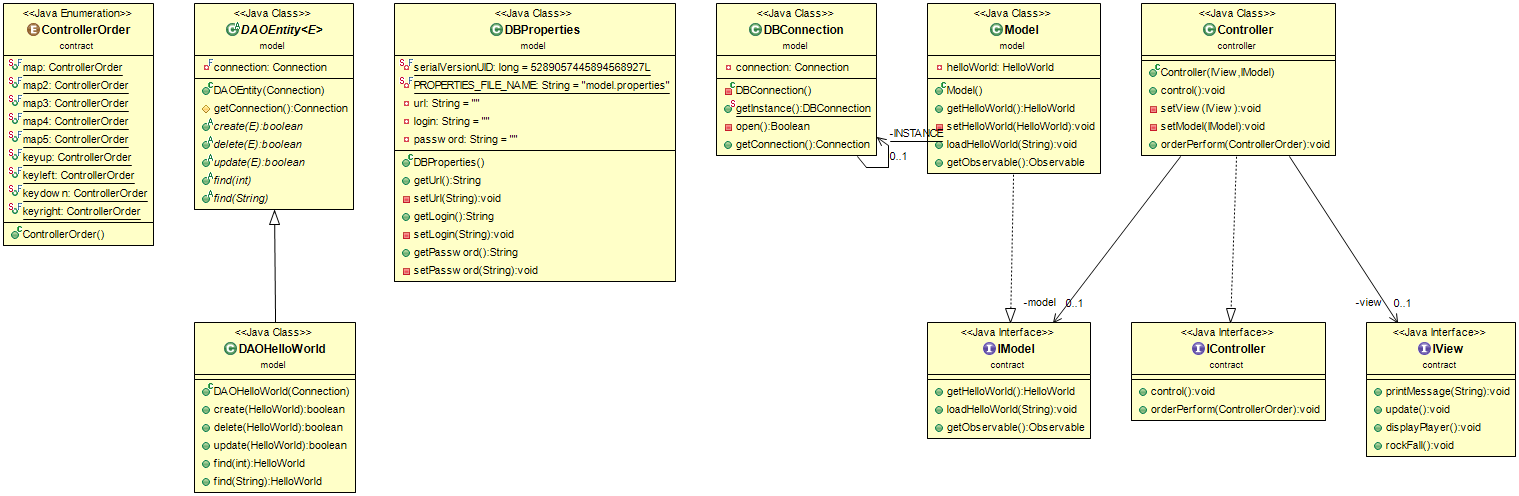 <<Java Enumeration>>
ControllerOrder
contract
map: ControllerOrder
map2: ControllerOrder
map3: ControllerOrder
map4: ControllerOrder
map5: ControllerOrder
keyup: ControllerOrder
keyleft: ControllerOrder
keydown: ControllerOrder
keyright: ControllerOrder
ControllerOrder()
<<Java Class>>
DAOEntity<E>
model
connection: Connection
DAOEntity(Connection)
getConnection():Connection
create(E):boolean
delete(E):boolean
update(E):boolean
find(int)
find(String)
<<Java Class>>
DBProperties
model
serialVersionUID: long = 5289057445894568927L
PROPERTIES_FILE_NAME: String = "model.properties"
url: String = ""
login: String = ""
password: String = ""
DBProperties()
getUrl():String
setUrl(String):void
getLogin():String
setLogin(String):void
getPassword():String
setPassword(String):void
<<Java Class>>
DBConnection
model
connection: Connection
DBConnection()
getInstance():DBConnection
open():Boolean
getConnection():Connection
-INSTANCE
0..1
<<Java Class>>
Model
model
helloWorld: HelloWorld
Model()
getHelloWorld():HelloWorld
setHelloWorld(HelloWorld):void
loadHelloWorld(String):void
getObservable():Observable
<<Java Class>>
Controller
controller
Controller(IView,IModel)
control():void
setView(IView):void
setModel(IModel):void
orderPerform(ControllerOrder):void
-model 0..1
-view 0..1
<<Java Class>>
DAOHelloWorld
model
DAOHelloWorld(Connection)
create(HelloWorld):boolean
delete(HelloWorld):boolean
update(HelloWorld):boolean
find(int):HelloWorld
find(String):HelloWorld
<<Java Interface>>
IModel
contract
getHelloWorld():HelloWorld
loadHelloWorld(String):void
getObservable():Observable
<<Java Interface>>
IController
contract
control():void
orderPerform(ControllerOrder):void
<<Java Interface>>
IView
contract
printMessage(String):void
update():void
displayPlayer():void
rockFall():void